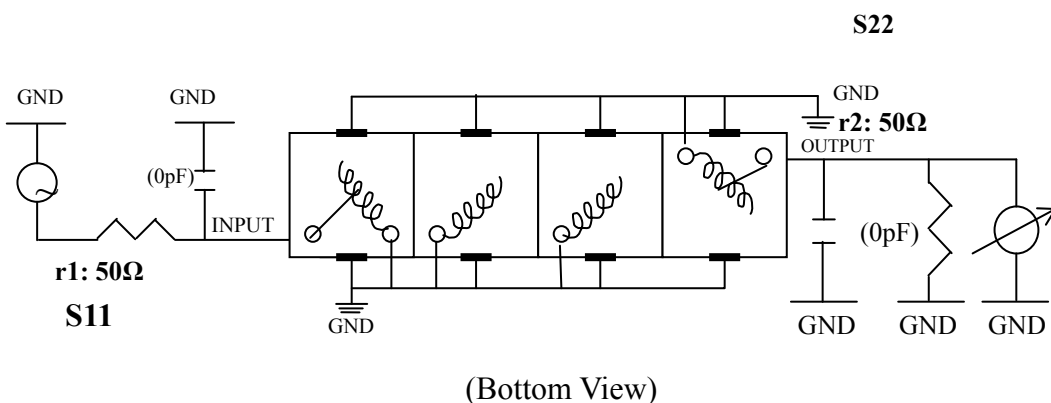 S22
GND
GND
GND
r2: 50Ω
OUTPUT
(0pF)
INPUT
(0pF)
r1: 50Ω
S11
GND
GND
GND
GND
(Bottom View)